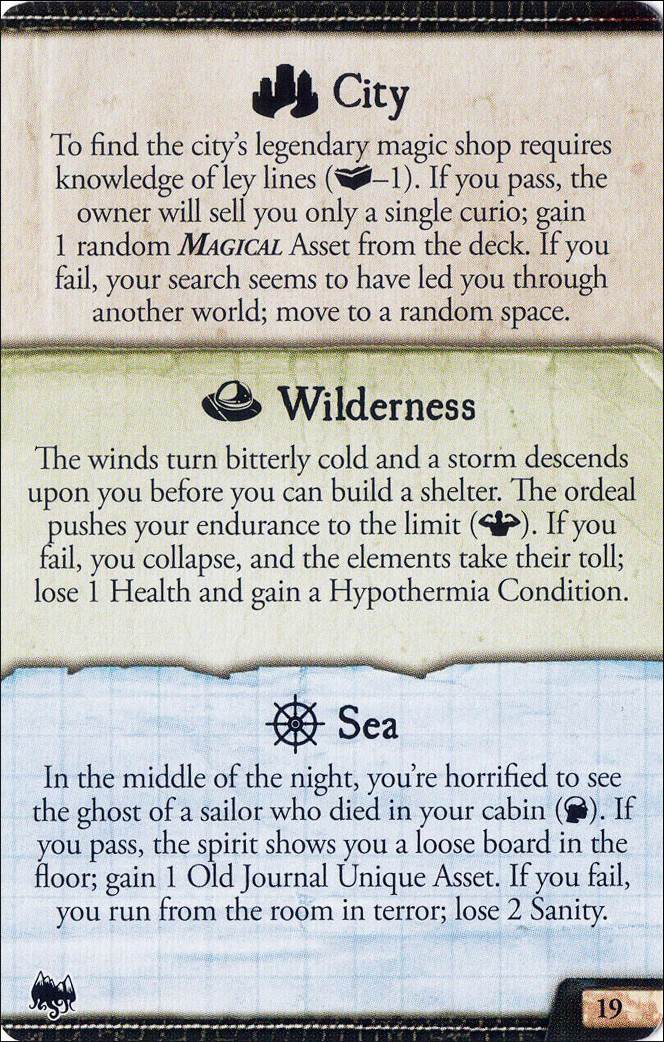 City
To find the city's legendary magic shop requires
knowledge of ley lines (–1). If you pass, the
owner will sell you only a single curio; gain
1 random MAGICAL Asset from the deck. If you
fail, your search seems to have led you through
another world; move to a random space.
Wilderness
The winds turn bitterly cold and a storm descends
upon you before you can build a shelter. The ordeal
pushes your endurance to the limit (). If you
fail, you collapse, and the elements take their toll;
lose 1 Health and gain a Hypothermia Condition.
Sea
In the middle of the night, you're horrified to see
the ghost of a sailor who died in your cabin (). If
you pass, the spirit shows you a loose board in the
floor; gain 1 Old Journal Unique Asset. If you fail,
you run from the room in terror; lose 2 Sanity.
19